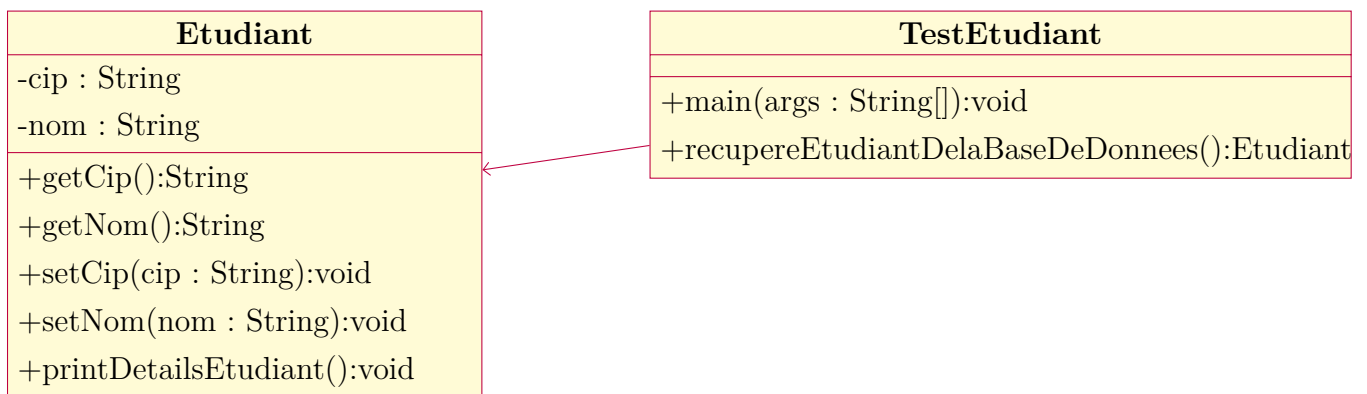 Etudiant
-cip : String
-nom : String
+getCip():String
+getNom():String
+setCip(cip : String):void
+setNom(nom : String):void
+printDetailsEtudiant():void
TestEtudiant
+main(args : String[]):void
+recupereEtudiantDelaBaseDeDonnees():Etudiant